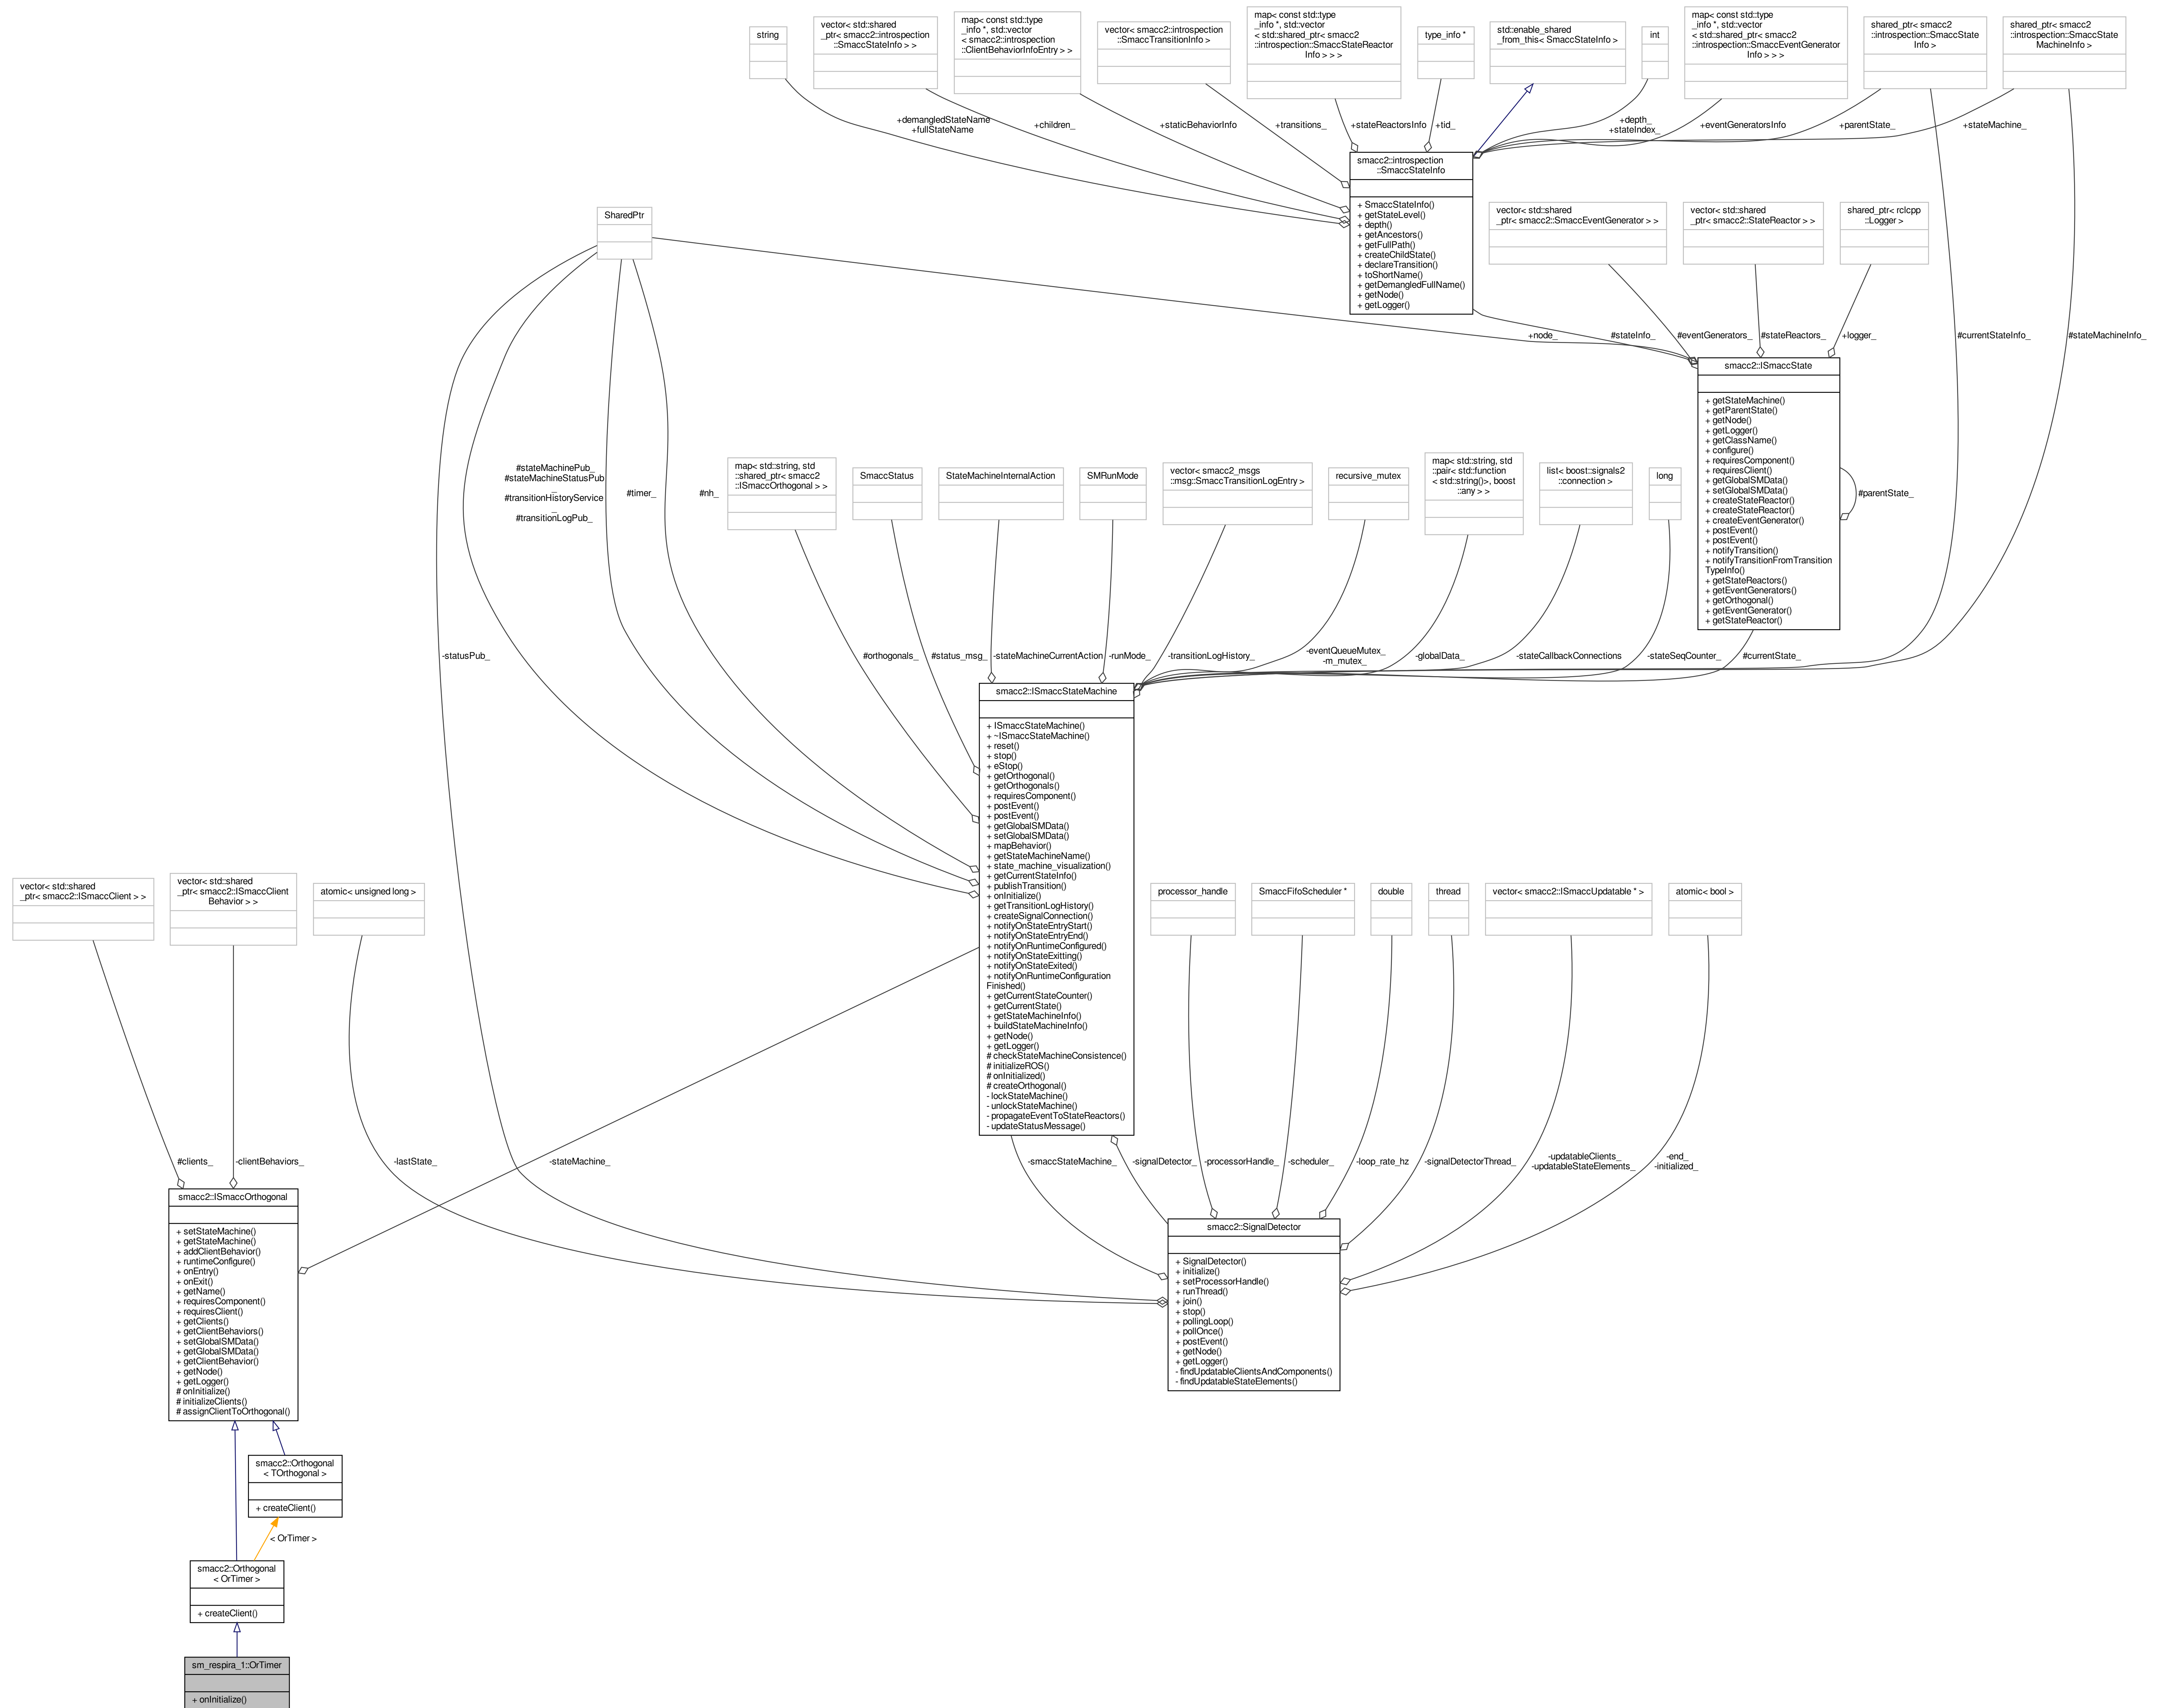 string
vector< std::shared
_ptr< smacc2::introspection
::SmaccStateInfo > >
map< const std::type
_info *, std::vector
< smacc2::introspection
::ClientBehaviorInfoEntry > >
vector< smacc2::introspection
::SmaccTransitionInfo >
map< const std::type
_info *, std::vector
< std::shared_ptr< smacc2
::introspection::SmaccStateReactor
Info > > >
type_info *
std::enable_shared
_from_this< SmaccStateInfo >
int
map< const std::type
_info *, std::vector
< std::shared_ptr< smacc2
::introspection::SmaccEventGenerator
Info > > >
shared_ptr< smacc2
::introspection::SmaccState
Info >
shared_ptr< smacc2
::introspection::SmaccState
MachineInfo >
+demangledStateName
+fullStateName
+children_
+staticBehaviorInfo
+transitions_
+stateReactorsInfo
+tid_
+depth_
+stateIndex_
+eventGeneratorsInfo
+parentState_
+stateMachine_
smacc2::introspection
::SmaccStateInfo
+ SmaccStateInfo()
+ getStateLevel()
+ depth()
+ getAncestors()
+ getFullPath()
+ createChildState()
+ declareTransition()
+ toShortName()
+ getDemangledFullName()
+ getNode()
+ getLogger()
SharedPtr
vector< std::shared
_ptr< smacc2::SmaccEventGenerator > >
vector< std::shared
_ptr< smacc2::StateReactor > >
shared_ptr< rclcpp
::Logger >
+node_
#stateInfo_
#eventGenerators_
#stateReactors_
+logger_
#currentStateInfo_
#stateMachineInfo_
smacc2::ISmaccState
+ getStateMachine()
+ getParentState()
+ getNode()
+ getLogger()
+ getClassName()
+ configure()
+ requiresComponent()
+ requiresClient()
+ getGlobalSMData()
+ setGlobalSMData()
+ createStateReactor()
+ createStateReactor()
+ createEventGenerator()
+ postEvent()
+ postEvent()
+ notifyTransition()
+ notifyTransitionFromTransition
TypeInfo()
+ getStateReactors()
+ getEventGenerators()
+ getOrthogonal()
+ getEventGenerator()
+ getStateReactor()
#parentState_
#stateMachinePub_
#stateMachineStatusPub
_
#transitionHistoryService
_
#transitionLogPub_
#timer_
#nh_
map< std::string, std
::shared_ptr< smacc2
::ISmaccOrthogonal > >
SmaccStatus
StateMachineInternalAction
SMRunMode
vector< smacc2_msgs
::msg::SmaccTransitionLogEntry >
recursive_mutex
map< std::string, std
::pair< std::function
< std::string()>, boost
::any > >
list< boost::signals2
::connection >
long
-statusPub_
#orthogonals_
#status_msg_
-stateMachineCurrentAction
-runMode_
-transitionLogHistory_
-eventQueueMutex_
-m_mutex_
-globalData_
-stateCallbackConnections
-stateSeqCounter_
#currentState_
smacc2::ISmaccStateMachine
+ ISmaccStateMachine()
+ ~ISmaccStateMachine()
+ reset()
+ stop()
+ eStop()
+ getOrthogonal()
+ getOrthogonals()
+ requiresComponent()
+ postEvent()
+ postEvent()
+ getGlobalSMData()
+ setGlobalSMData()
+ mapBehavior()
+ getStateMachineName()
+ state_machine_visualization()
+ getCurrentStateInfo()
+ publishTransition()
+ onInitialize()
+ getTransitionLogHistory()
+ createSignalConnection()
+ notifyOnStateEntryStart()
+ notifyOnStateEntryEnd()
+ notifyOnRuntimeConfigured()
+ notifyOnStateExitting()
+ notifyOnStateExited()
+ notifyOnRuntimeConfiguration
Finished()
+ getCurrentStateCounter()
+ getCurrentState()
+ getStateMachineInfo()
+ buildStateMachineInfo()
+ getNode()
+ getLogger()
# checkStateMachineConsistence()
# initializeROS()
# onInitialized()
# createOrthogonal()
- lockStateMachine()
- unlockStateMachine()
- propagateEventToStateReactors()
- updateStatusMessage()
vector< std::shared
_ptr< smacc2::ISmaccClient > >
vector< std::shared
_ptr< smacc2::ISmaccClient
Behavior > >
atomic< unsigned long >
processor_handle
SmaccFifoScheduler *
double
thread
vector< smacc2::ISmaccUpdatable * >
atomic< bool >
#clients_
-clientBehaviors_
-lastState_
-stateMachine_
-smaccStateMachine_
-signalDetector_
-processorHandle_
-scheduler_
-loop_rate_hz
-signalDetectorThread_
-updatableClients_
-updatableStateElements_
-end_
-initialized_
smacc2::ISmaccOrthogonal
+ setStateMachine()
+ getStateMachine()
+ addClientBehavior()
+ runtimeConfigure()
+ onEntry()
+ onExit()
+ getName()
+ requiresComponent()
+ requiresClient()
+ getClients()
+ getClientBehaviors()
+ setGlobalSMData()
+ getGlobalSMData()
+ getClientBehavior()
+ getNode()
+ getLogger()
# onInitialize()
# initializeClients()
# assignClientToOrthogonal()
smacc2::SignalDetector
+ SignalDetector()
+ initialize()
+ setProcessorHandle()
+ runThread()
+ join()
+ stop()
+ pollingLoop()
+ pollOnce()
+ postEvent()
+ getNode()
+ getLogger()
- findUpdatableClientsAndComponents()
- findUpdatableStateElements()
smacc2::Orthogonal
< TOrthogonal >
+ createClient()
< OrTimer >
smacc2::Orthogonal
< OrTimer >
+ createClient()
sm_respira_1::OrTimer
+ onInitialize()